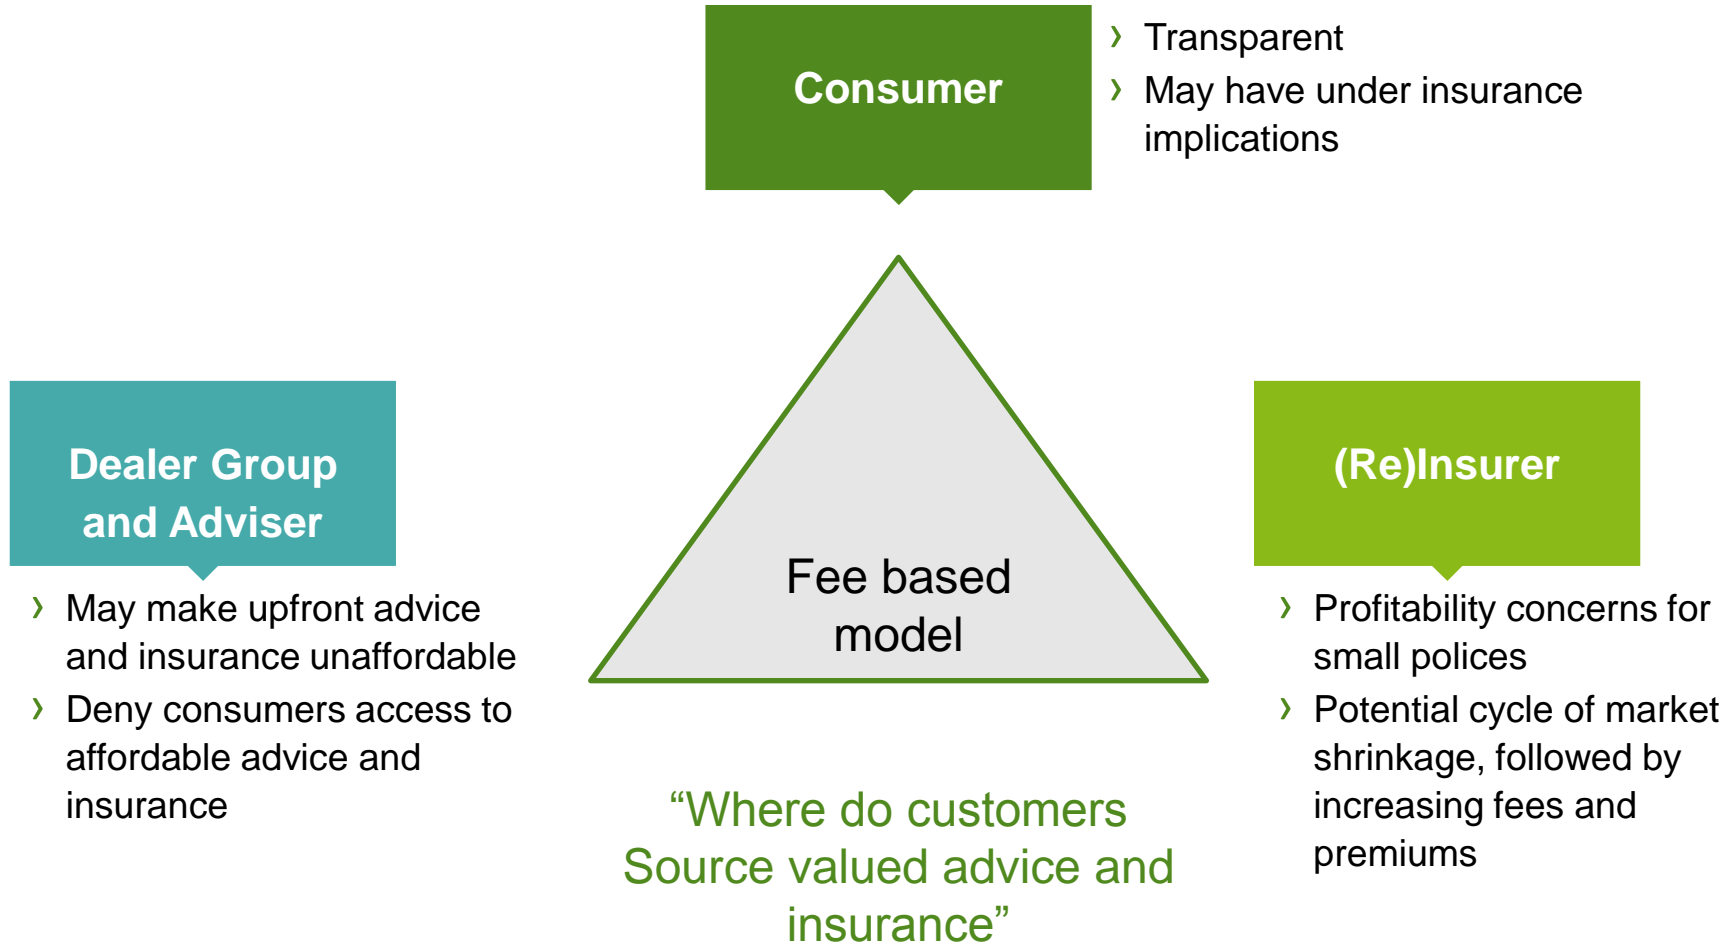 Consumer
› Transparent
› May have under insurance
implications
Dealer Group
and Adviser
› May make upfront advice
and insurance unaffordable
› Deny consumers access to
affordable advice and
insurance
Fee based
model
(Re)Insurer
› Profitability concerns for
small polices
› Potential cycle of market
shrinkage, followed by
increasing fees and
premiums
“Where do customers
Source valued advice and
insurance”